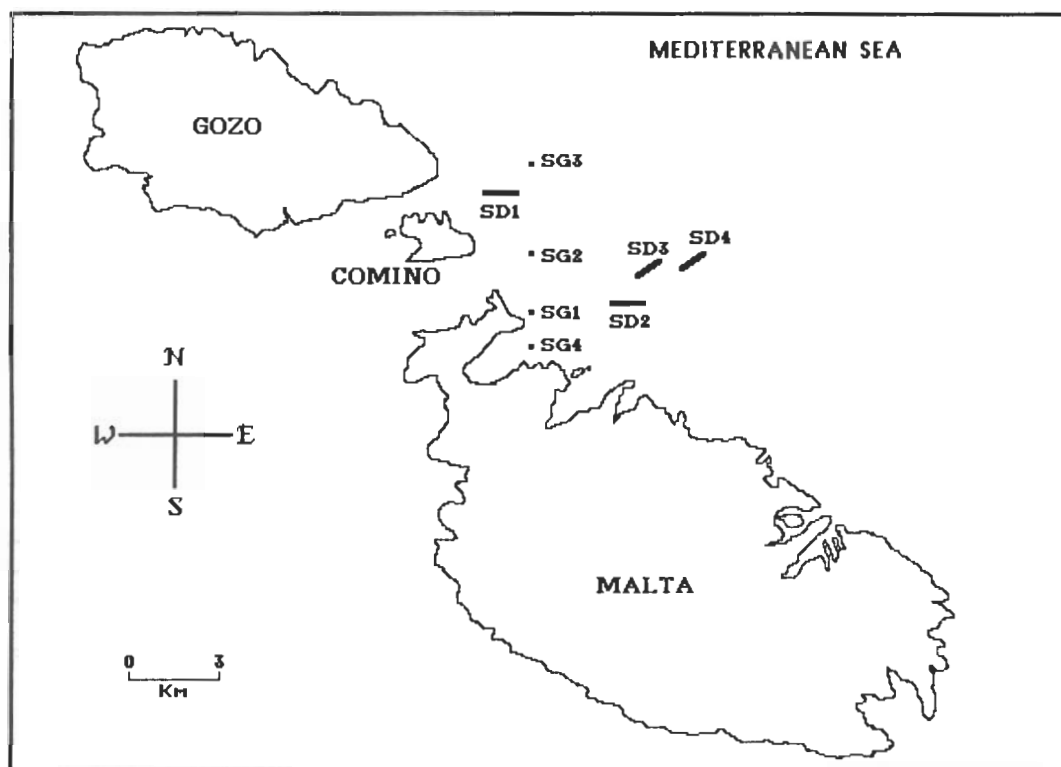 MEDITERRANEAN SEA
GOZO
SG3
SD1
SD4
SD3
SG2
COMINO
SG1
SD2
SG4
N
W E
S
MALTA
0 3
KM